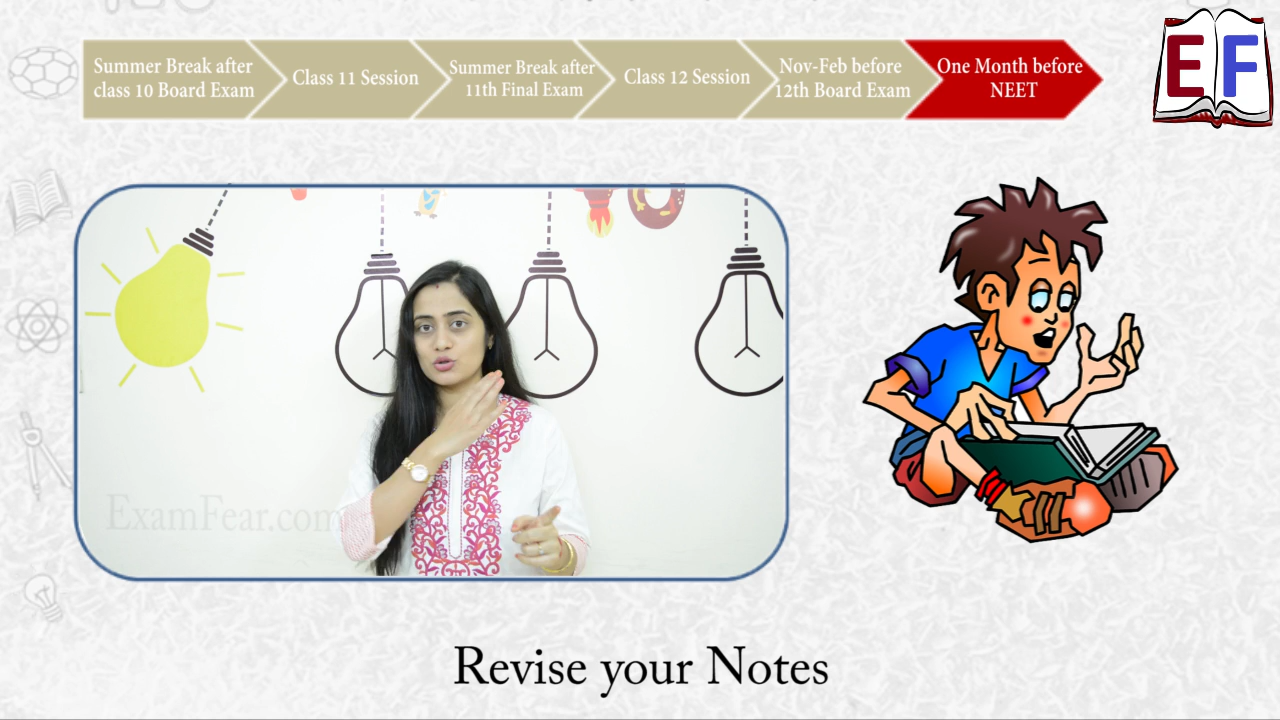 Summer Break after
class 10 Board Exam
Class 11 Session
Summer Break after
11th Final Exam
Class 12 Session
Nov-Feb before
12th Board Exam
One Month before
NEET
EF
ExamFear.com
Revise your Notes